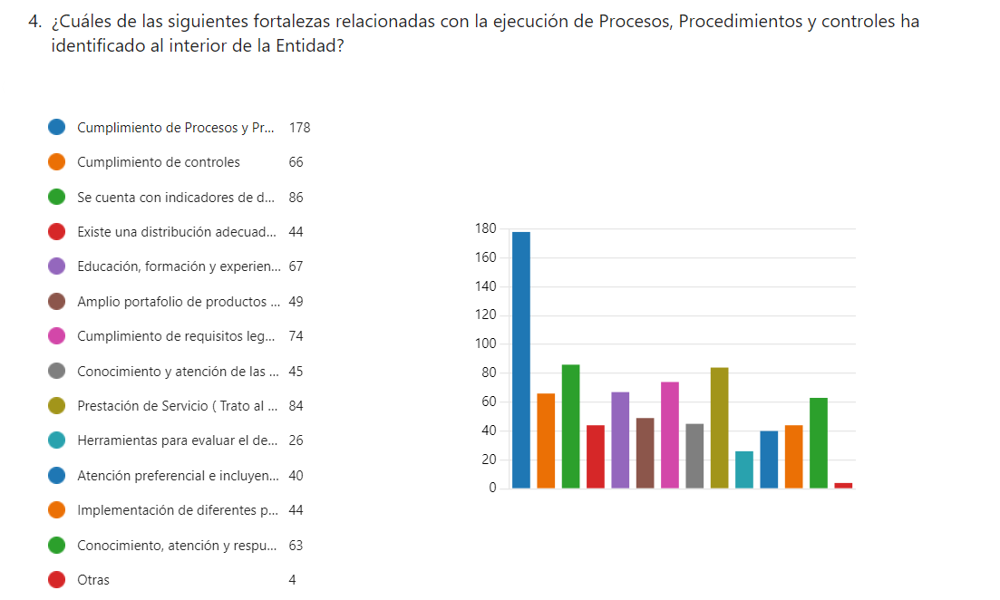 4. ¿Cuáles de las siguientes fortalezas relacionadas con la ejecución de Procesos, Procedimientos y controles ha
identificado al interior de la Entidad?
Cumplimiento de Procesos y Pr... 178
Cumplimiento de controles 66
Se cuenta con indicadores de d... 86
Existe una distribución adecuad... 44
Educación, formación y experien... 67
Amplio portafolio de productos ... 49
Cumplimiento de requisitos leg... 74
Conocimiento y atención de las ... 45
Prestación de Servicio ( Trato al ... 84
Herramientas para evaluar el de... 26
Atención preferencial e incluyen... 40
Implementación de diferentes p... 44
Conocimiento, atención y respu... 63
Otras 4
180
160
140
120
100
80
60
40
20
0